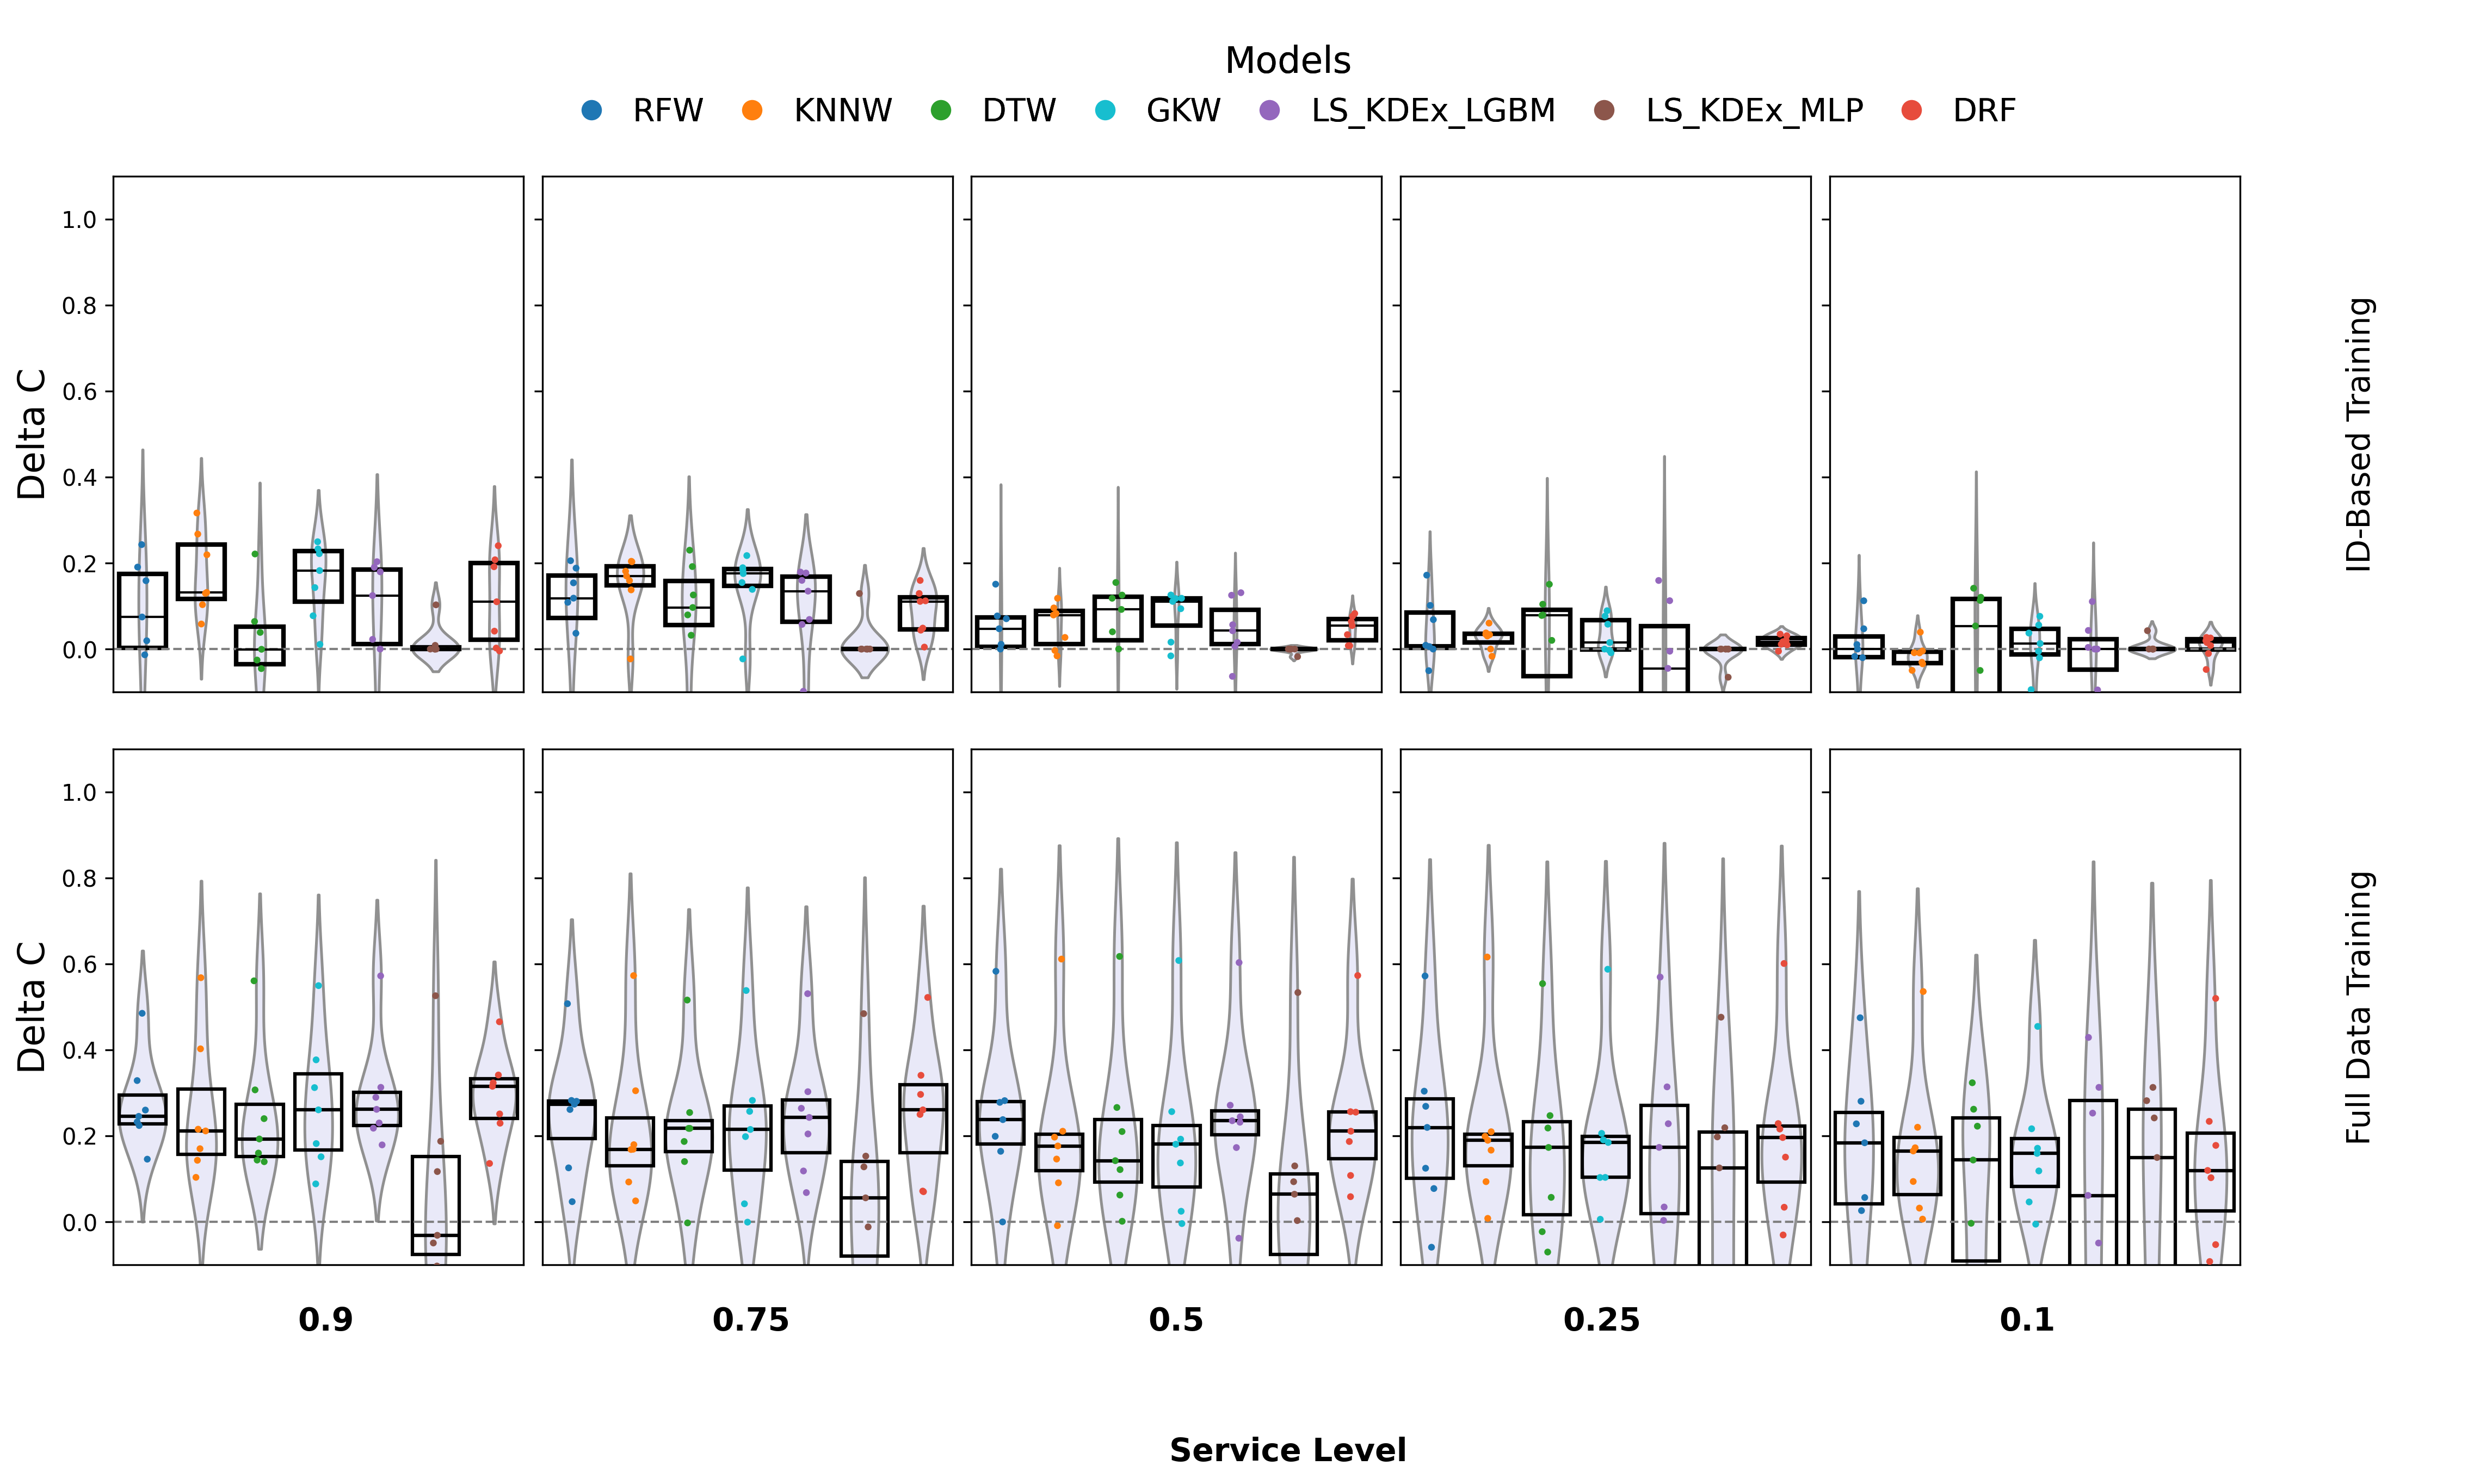 Models
RFW KNNW DTW GKW LS_KDEx_LGBM LS_KDEx_MLP DRF
1.0
0.8
0.6
0.4
0.2
0.0
Delta C
ID-Based Training
1.0
0.8
0.6
0.4
0.2
0.0
Delta C
Full Data Training
0.9 0.75 0.5 0.25 0.1
Service Level